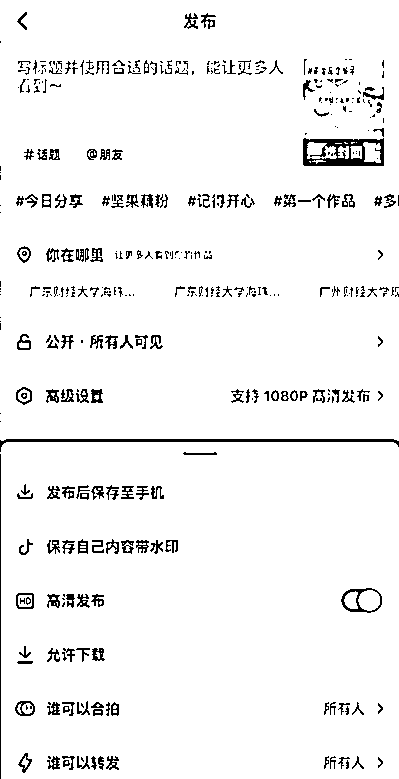 发布
写标题并使用合适的话题，能让更多人
看到～
#话题 @朋友
选封面
#今日分享 #坚果藕粉 #记得开心 #第一个作品 #多
你在哪里 让更多人看到你的作品
广东财经大学海珠... 广东财经大学海珠... 广州财经大学现
公开·所有人可见
高级设置 支持 1080P 高清发布
发布后保存至手机
保存自己内容带水印
HD 高清发布
允许下载
谁可以合拍 所有人
谁可以转发 所有人